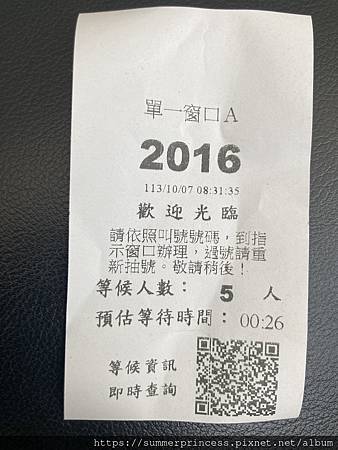 單一窗口A
2016
113/10/07 08:31:35
歡迎光臨
請依照叫號號碼，到指
示窗口辦理，過號請重
新抽號。敬請稍後！
等候人數： 5 人
預估等待時間：00:26
等候資訊
即時查詢
https://summerprincess.pixnet.net/album